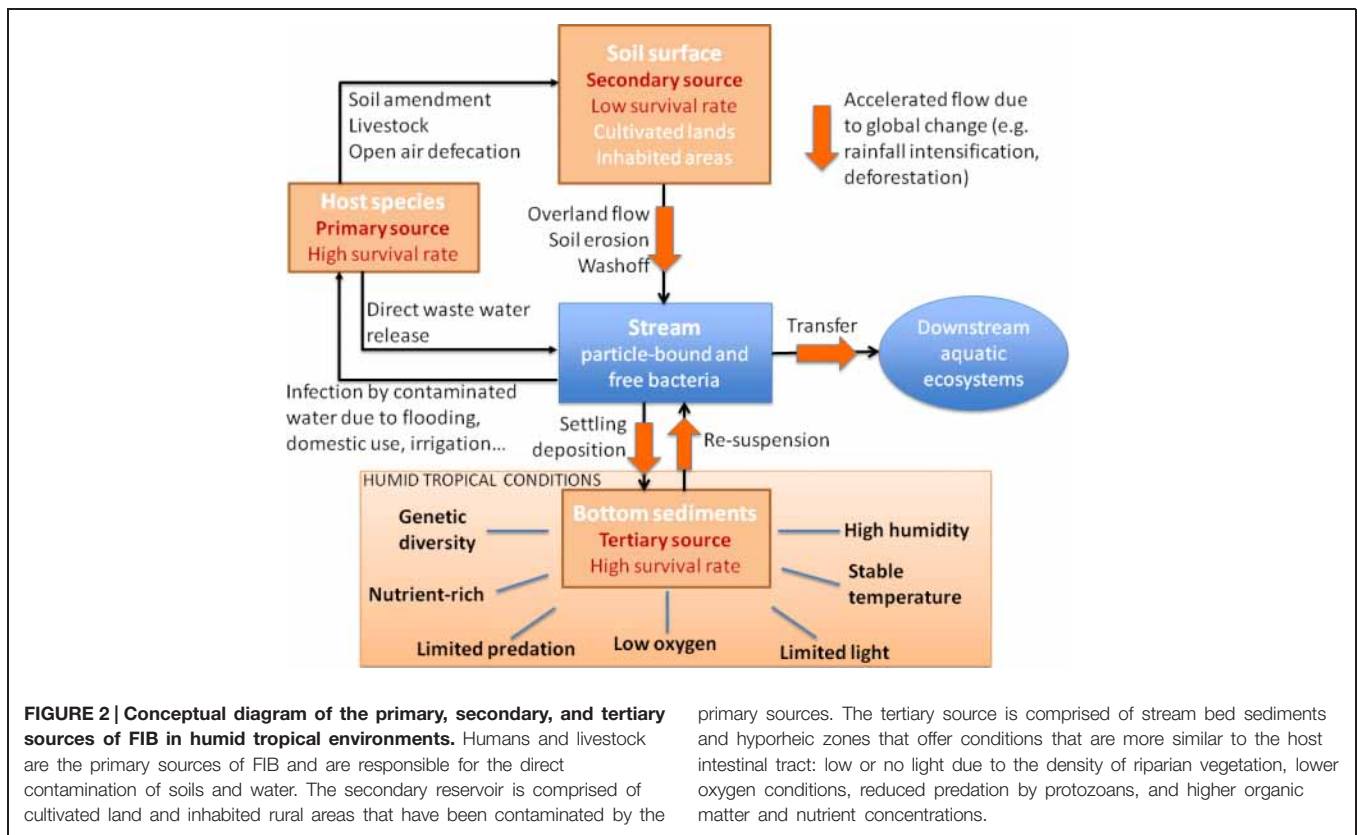 Soil surface
Secondary source
Low survival rate
Cultivated lands
Inhabited areas
Soil amendment
Livestock
Open air defecation
Accelerated flow due
to global change (e.g.
rainfall intensification,
deforestation)
Host species
Primary source
High survival rate
Overland flow
Soil erosion
Washoff
Direct waste water
release
Stream
particle-bound and
free bacteria
Transfer
Downstream
aquatic
ecosystems
Infection by contaminated
water due to flooding,
domestic use, irrigation...
Settling
deposition
Re-suspension
HUMID TROPICAL CONDITIONS
Bottom sediments
Tertiary source
High survival rate
Genetic
diversity
Nutrient-rich
Limited predation
Low oxygen
Limited light
Stable
temperature
High humidity
FIGURE 2 | Conceptual diagram of the primary, secondary, and tertiary
sources of FIB in humid tropical environments. Humans and livestock
are the primary sources of FIB and are responsible for the direct
contamination of soils and water. The secondary reservoir is comprised of
cultivated land and inhabited rural areas that have been contaminated by the
primary sources. The tertiary source is comprised of stream bed sediments
and hyporheic zones that offer conditions that are more similar to the host
intestinal tract: low or no light due to the density of riparian vegetation, lower
oxygen conditions, reduced predation by protozoans, and higher organic
matter and nutrient concentrations.